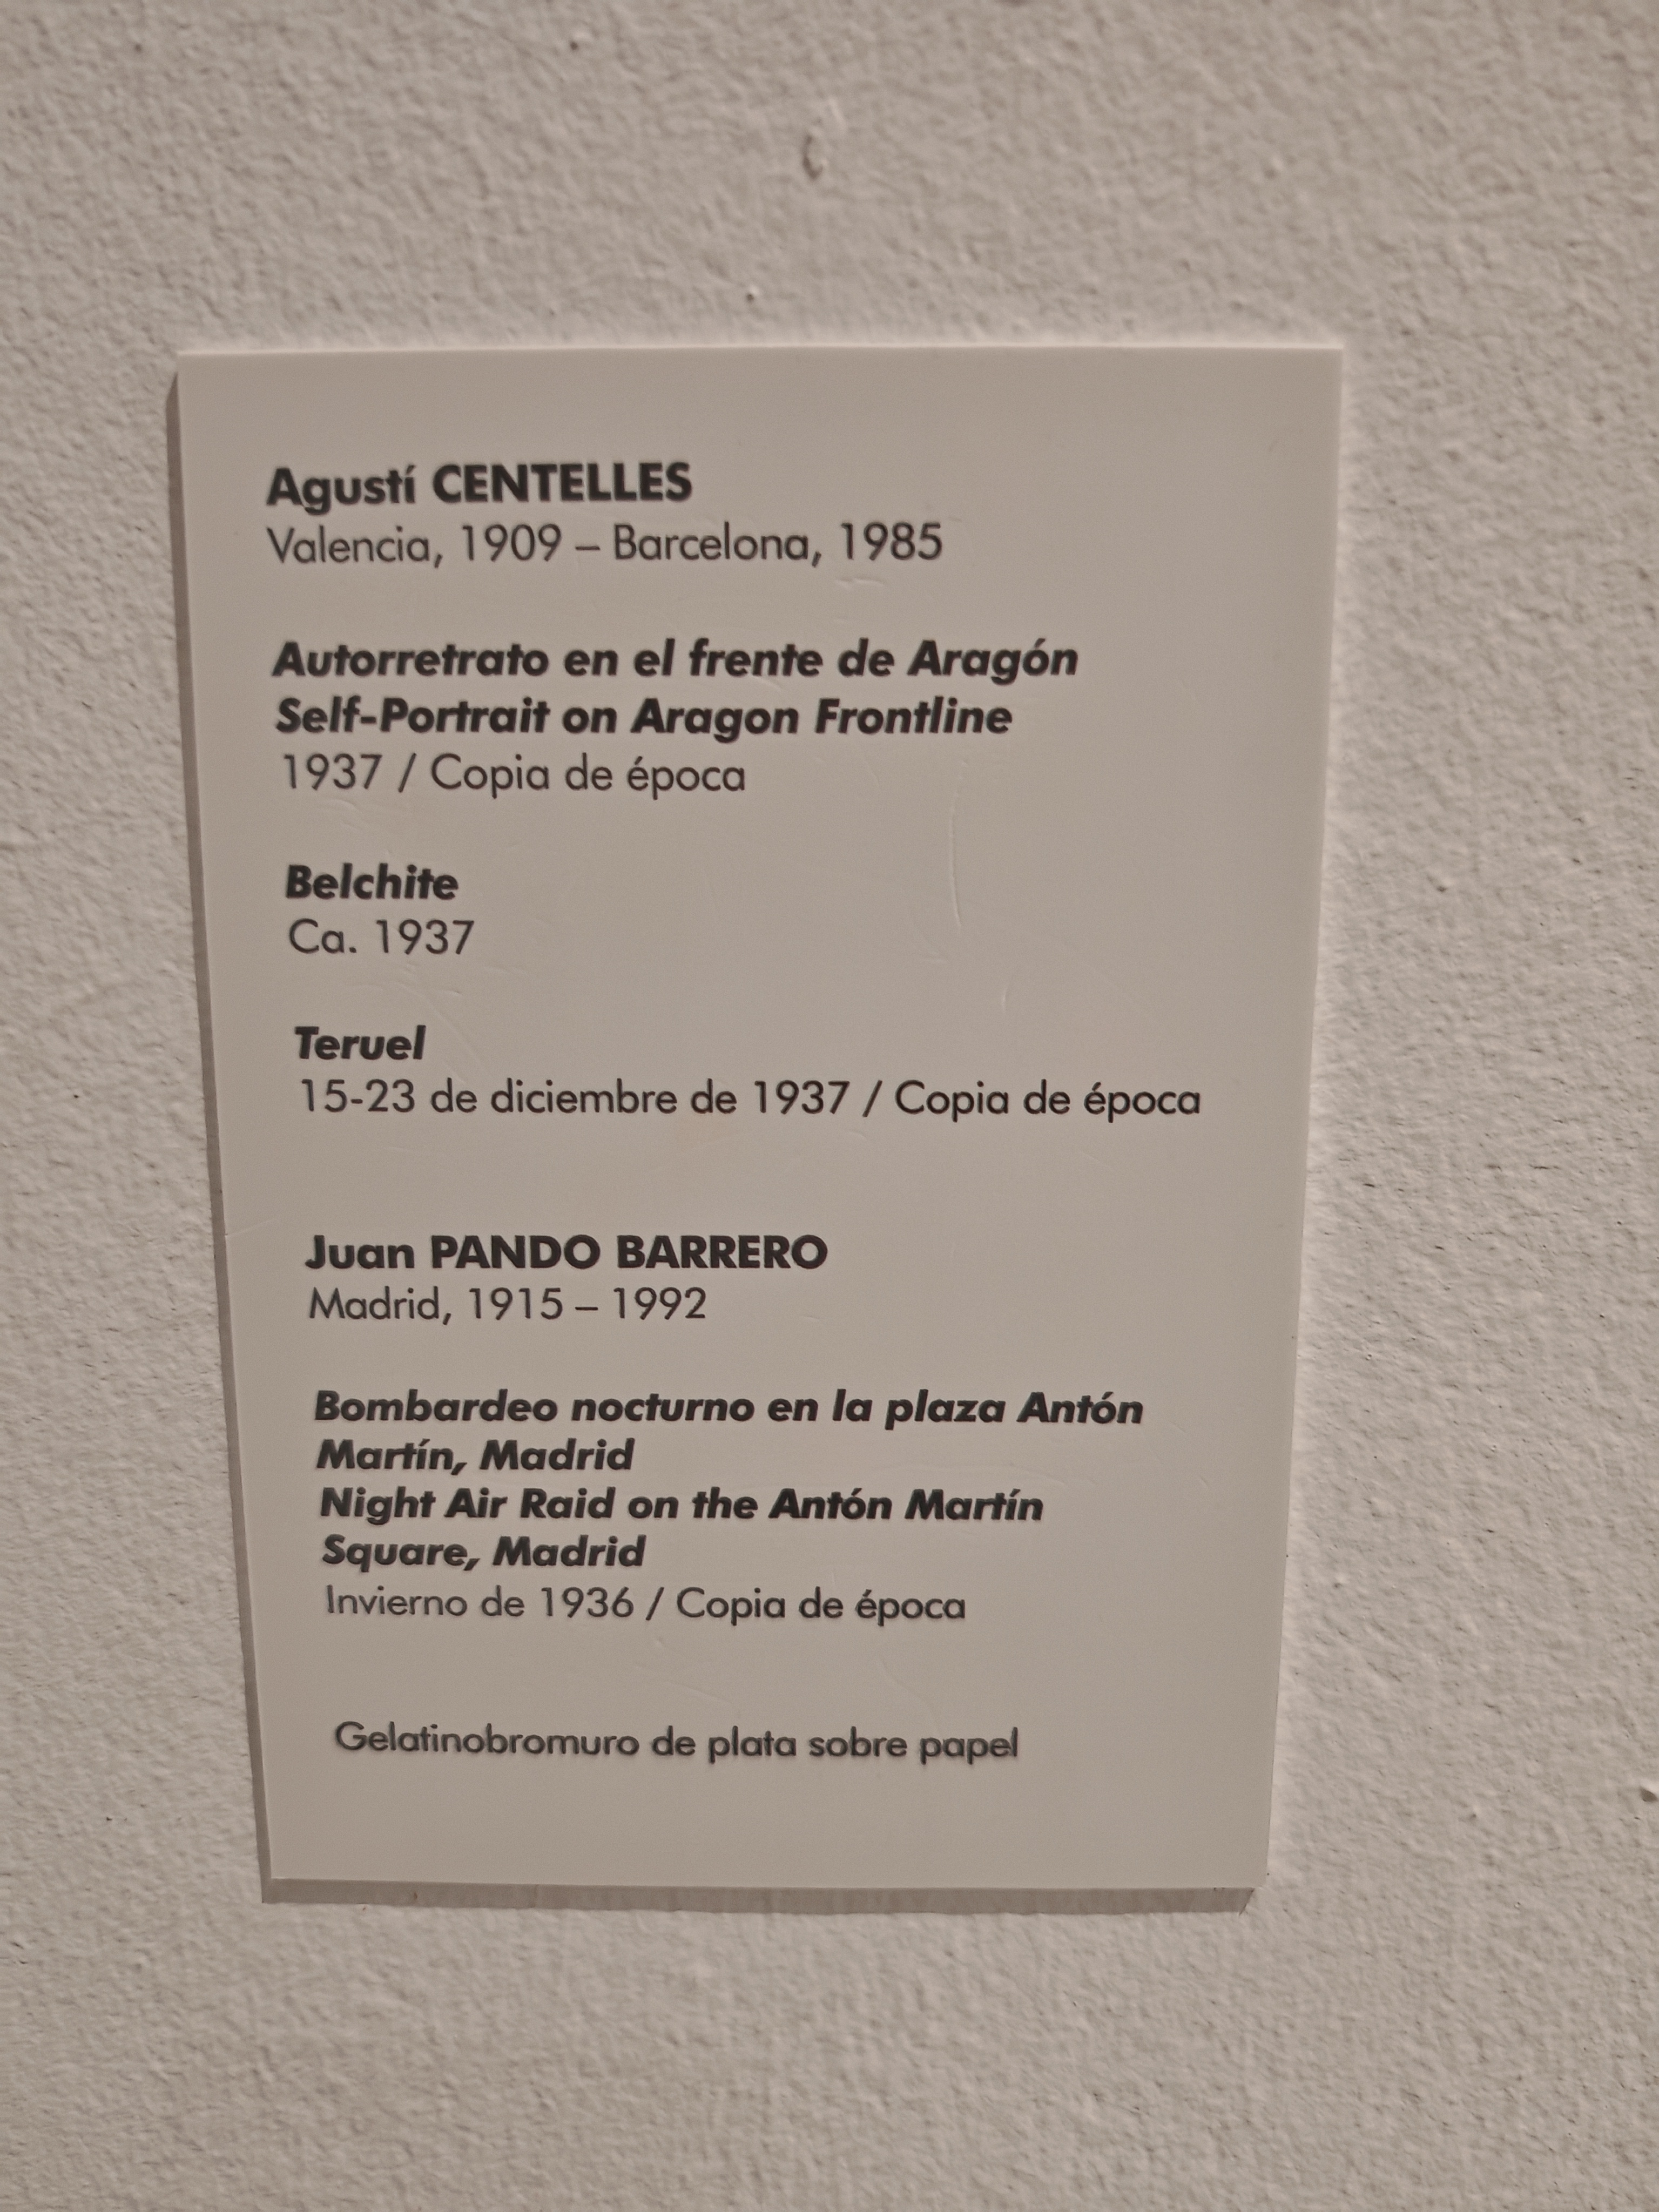 Agustí CENTELLES
Valencia, 1909 – Barcelona, 1985
Autorretrato en el frente de Aragón
Self-Portrait on Aragon Frontline
1937 / Copia de época
Belchite
Ca. 1937
Teruel
15-23 de diciembre de 1937 / Copia de época
Juan PANDO BARRERO
Madrid, 1915 – 1992
Bombardeo nocturno en la plaza Antón
Martín, Madrid
Night Air Raid on the Antón Martín
Square, Madrid
Invierno de 1936 / Copia de época
Gelatinobromuro de plata sobre papel